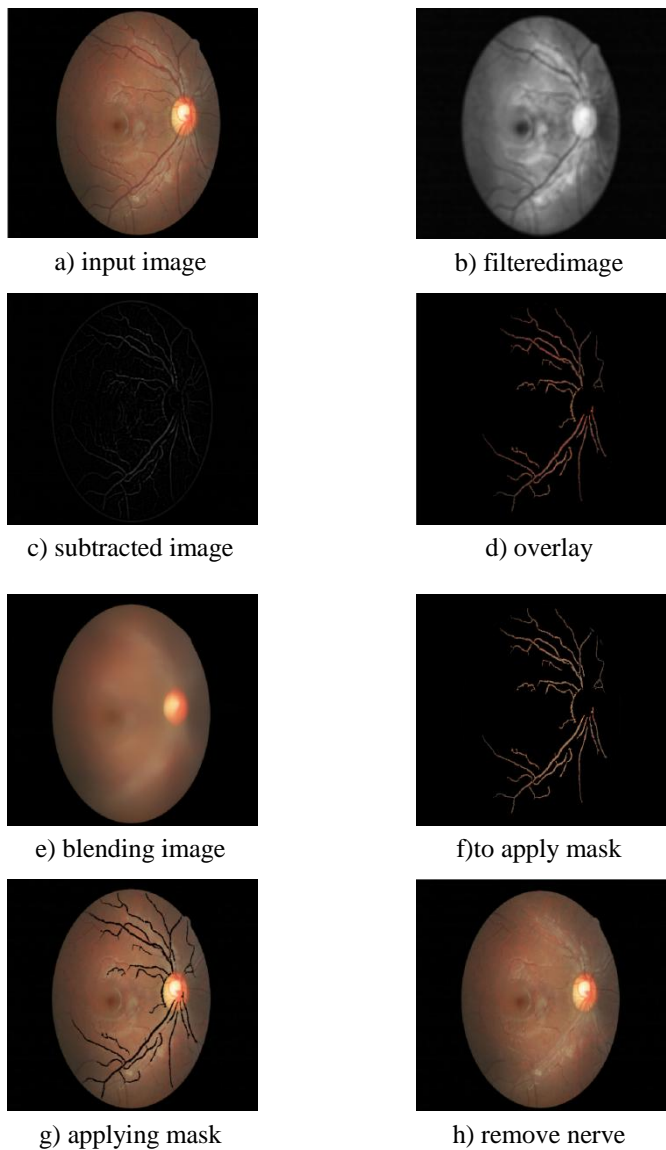 a) input image
b) filteredimage
c) subtracted image
d) overlay
e) blending image
f)to apply mask
g) applying mask
h) remove nerve